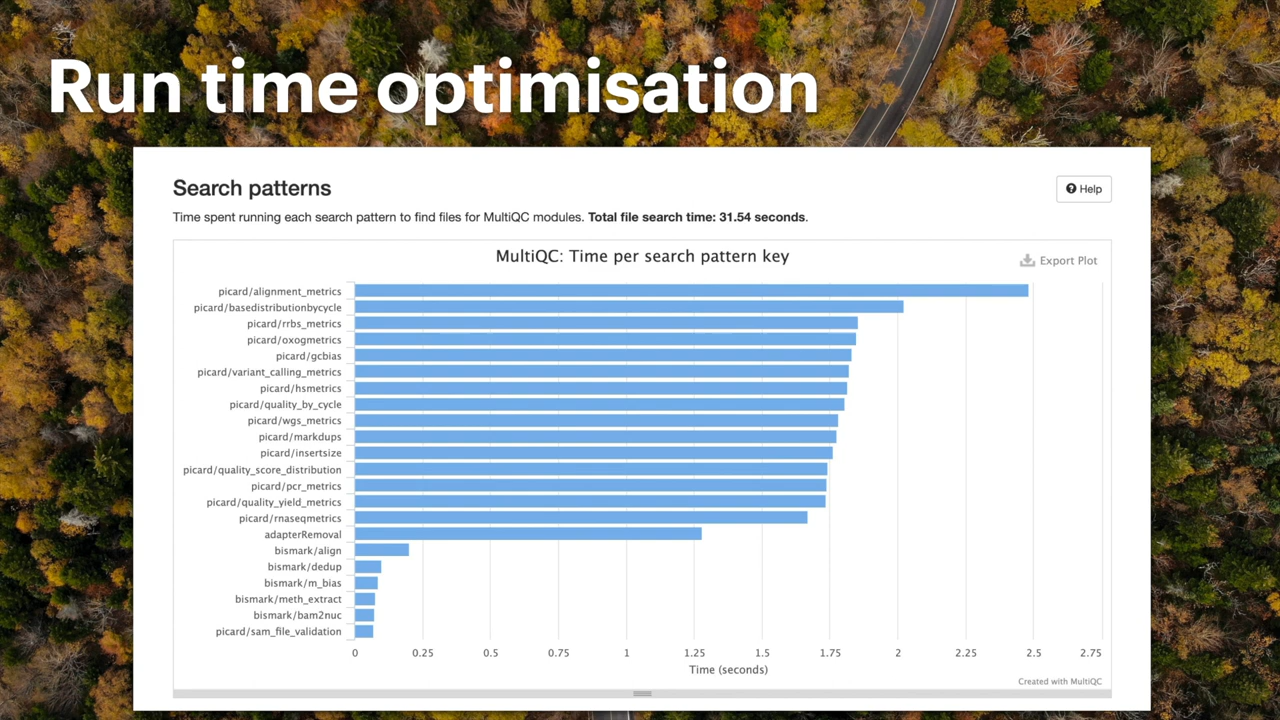 Run time optimisation
Search patterns
Help
Time spent running each search pattern to find files for MultiQC modules. Total file search time: 31.54 seconds.
MultiQC: Time per search pattern key
Export Plot
picard/alignment_metrics
picard/basedistributionbycycle
picard/rrbs_metrics
picard/oxogmetrics
picard/gcbias
picard/variant_calling_metrics
picard/hsmetrics
picard/quality_by_cycle
picard/wgs_metrics
picard/markdups
picard/insertsize
picard/quality_score_distribution
picard/pcr_metrics
picard/quality_yield_metrics
picard/rnaseqmetrics
adapterRemoval
bismark/align
bismark/dedup
bismark/m_bias
bismark/meth_extract
bismark/bam2nuc
picard/sam_file_validation
0 0.25 0.5 0.75 1 1.25 1.5 1.75 2 2.25 2.5 2.75
Time (seconds)
Created with MultiQC